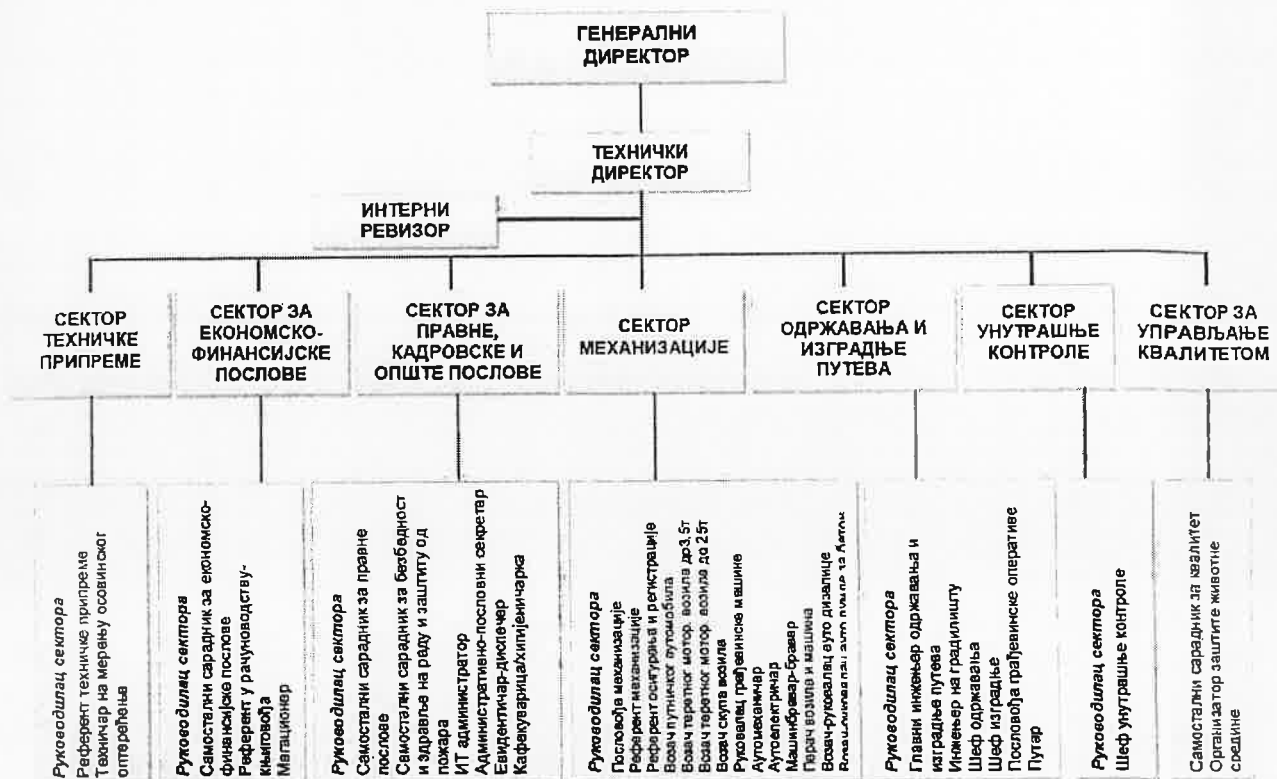 ГЕНЕРАЛНИ
ДИРЕКТОР
ТЕХНИЧКИ
ДИРЕКТОР
ИНТЕРНИ
РЕВИЗОР
СЕКТОР
ТЕХНИЧКЕ
ПРИПРЕМЕ
СЕКТОР ЗА
ЕКОНОМСКО-
ФИНАНСИЈСКЕ
ПОСЛОВЕ
СЕКТОР ЗА
ПРАВНЕ,
КАДРОВСКЕ И
ОПШТЕ ПОСЛОВЕ
СЕКТОР
МЕХАНИЗАЦИЈЕ
СЕКТОР
ОДРЖАВАЊА И
ИЗГРАДЊЕ
ПУТЕВА
СЕКТОР
УНУТРАШЊЕ
КОНТРОЛЕ
СЕКТОР ЗА
УПРАВЉАЊЕ
КВАЛИТЕТОМ
Руководилац сектора
Референт техничке припреме
Техничар на мерењу осовинског
оптерећења
Руководилац сектора
Самостални сарадник за економско-
финансијске послове
Референт у рачуноводству-
књиговођа
Магационер
Руководилац сектора
Самостални сарадник за правне
послове
Самостални сарадник за безбедност
и здравље на раду и заштиту од
пожара
ИТ администратор
Административно-пословни секретар
Евидентичар-диспечер
Кафекуварица/хигијеничарка
Руководилац сектора
Пословођа механизације
Референт механизације
Референт осигурања и регистрације
Возач путничког аутомобила
Возач теретног мотор. возила до3,5т
Возач теретног мотор. возила до 25т
Возач скупа возила
Руковалац грађевинске машине
Аутомеханичар
Аутоелектричар
Машинбравар-бравар
Перач возила и машина
Возач-руковалац ауто дизалице
Возач-руковалац ауто пумпе за бетон
Руководилац сектора
Главни инжењер одржавања и
изградње путева
Инжењер на градилишту
Шеф одржавања
Шеф изградње
Пословођа грађевинске оперативе
Путар
Руководилац сектора
Шеф унутрашње контроле
Самостални сарадник за квалитет
Организатор заштите животне
средине